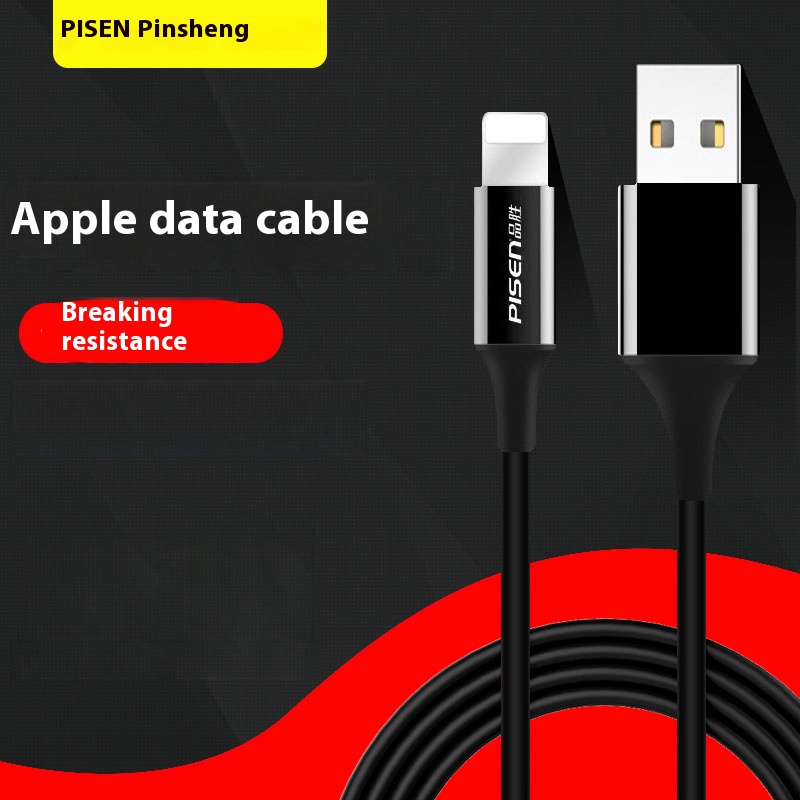 PISEN Pinsheng
Apple data cable
Breaking
resistance
PISEN品胜